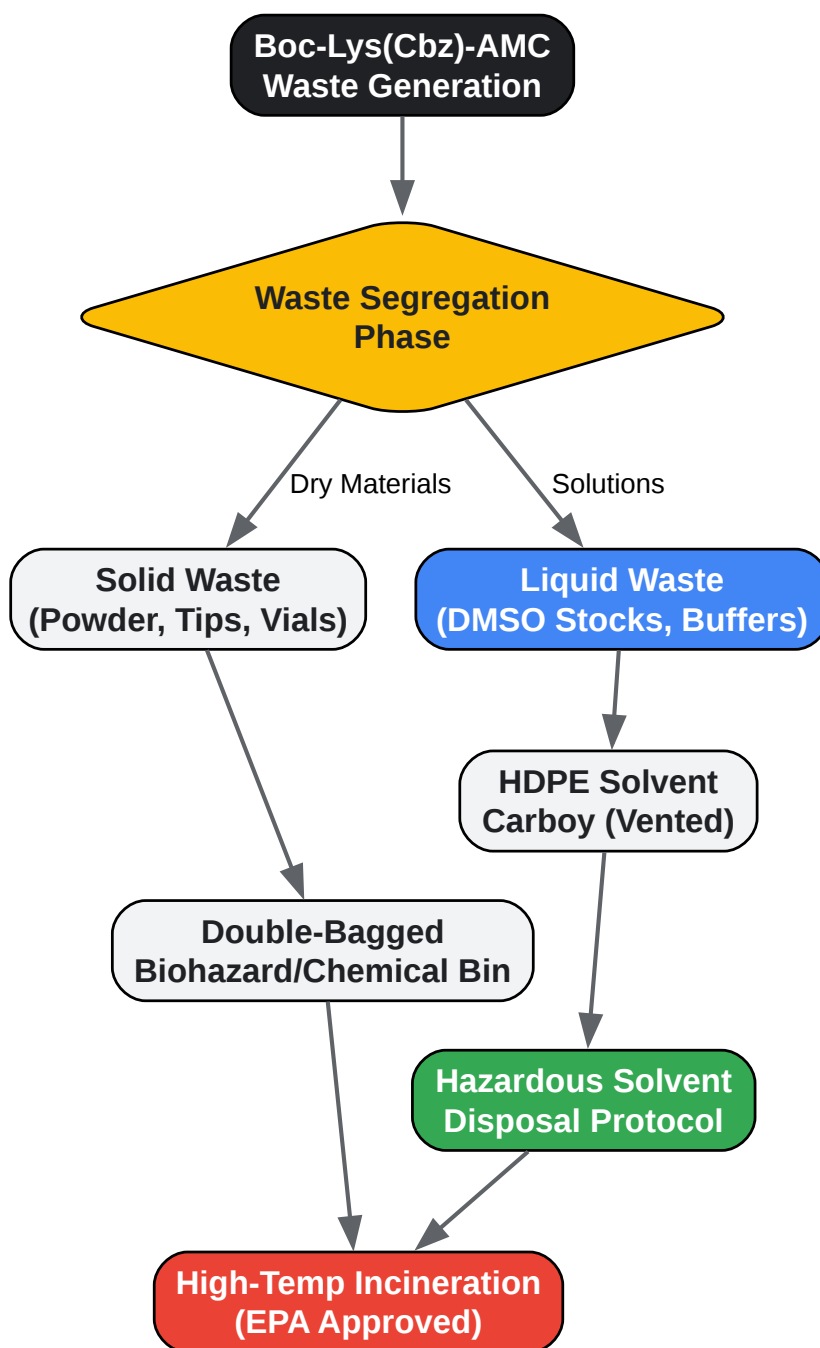 Boc-Lys(Cbz)-AMC
Waste Generation
Waste Segregation
Phase
Dry Materials
Solutions
Solid Waste
(Powder, Tips, Vials)
Liquid Waste
(DMSO Stocks, Buffers)
HDPE Solvent
Carboy (Vented)
Double-Bagged
Biohazard/Chemical Bin
Hazardous Solvent
Disposal Protocol
High-Temp Incineration
(EPA Approved)